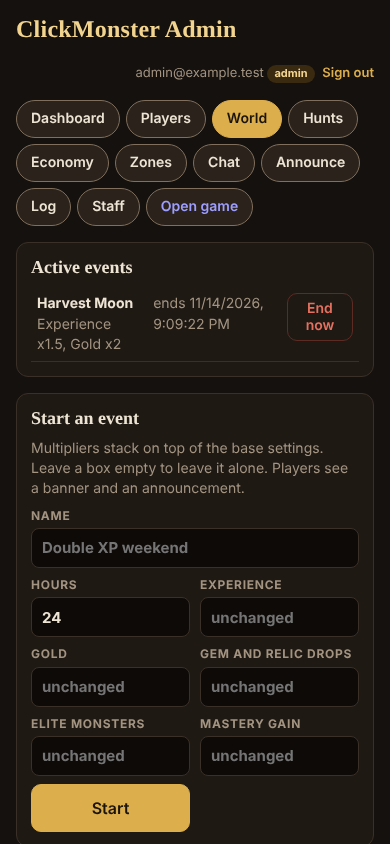 ClickMonster Admin
admin@example.test admin Sign out
Dashboard Players World Hunts
Economy Zones Chat Announce
Log Staff Open game
Active events
Harvest Moon ends 11/14/2026, End
Experience 9:09:22 PM now
x1.5, Gold x2
Start an event
Multipliers stack on top of the base settings.
Leave a box empty to leave it alone. Players see
a banner and an announcement.
NAME
Double XP weekend
HOURS EXPERIENCE
24 unchanged
GOLD GEM AND RELIC DROPS
unchanged unchanged
ELITE MONSTERS MASTERY GAIN
unchanged unchanged
Start